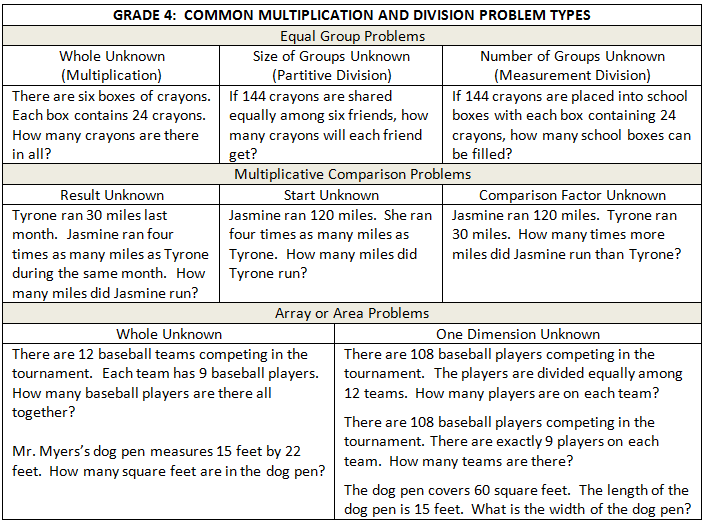 GRADE 4:  COMMON MULTIPLICATION AND DIVISION PROBLEM TYPES
Equal Group Problems
Whole Unknown
(Multiplication)
Size of Groups Unknown
(Partitive Division)
Number of Groups Unknown
(Measurement Division)
There are six boxes of crayons.
Each box contains 24 crayons.
How many crayons are there
in all?
If 144 crayons are shared
equally among six friends, how
many crayons will each friend
get?
If 144 crayons are placed into school
boxes with each box containing 24
crayons, how many school boxes can
be filled?
Multiplicative Comparison Problems
Result Unknown
Start Unknown
Comparison Factor Unknown
Tyrone ran 30 miles last
month.  Jasmine ran four
times as many miles as Tyrone
during the same month.  How
many miles did Jasmine run?
Jasmine ran 120 miles.  She ran
four times as many miles as
Tyrone.  How many miles did
Tyrone run?
Jasmine ran 120 miles.  Tyrone ran
30 miles.  How many times more
miles did Jasmine run than Tyrone?
Array or Area Problems
Whole Unknown
One Dimension Unknown
There are 12 baseball teams competing in the
tournament.  Each team has 9 baseball players.
How many baseball players are there all
together?
Mr. Myers's dog pen measures 15 feet by 22
feet.  How many square feet are in the dog pen?
There are 108 baseball players competing in the
tournament.  The players are divided equally among
12 teams.  How many players are on each team?
There are 108 baseball players competing in the
tournament. There are exactly 9 players on each
team.  How many teams are there?
The dog pen covers 60 square feet.  The length of the
dog pen is 15 feet.  What is the width of the dog pen?